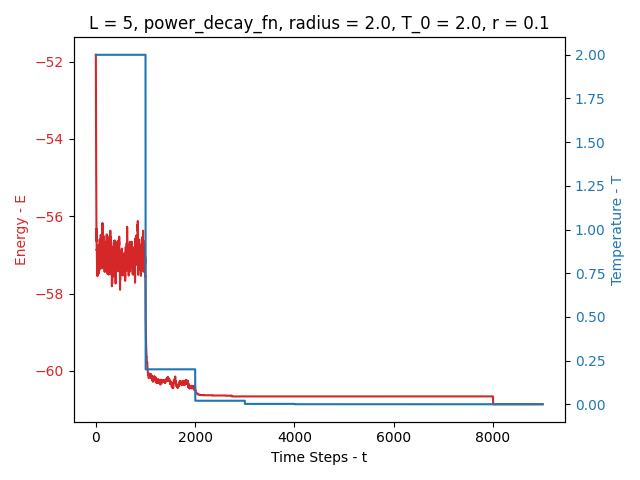 L = 5, power_decay_fn, radius = 2.0, T_0 = 2.0, r = 0.1
−52
−54
−56
−58
−60
Energy - E
2.00
1.75
1.50
1.25
1.00
0.75
0.50
0.25
0.00
Temperature - T
0 2000 4000 6000 8000
Time Steps - t